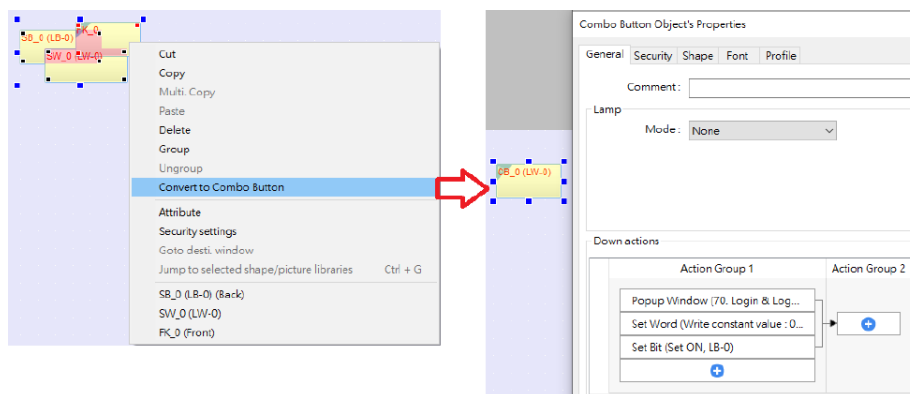 SB_0 (LB-0)
FK_0
SW_0 (LW-0)
Cut
Copy
Multi. Copy
Paste
Delete
Group
Ungroup
Convert to Combo Button
Attribute
Security settings
Goto desti. window
Jump to selected shape/picture libraries Ctrl + G
SB_0 (LB-0) (Back)
SW_0 (LW-0)
FK_0 (Front)
CB_0 (LW-0)
Combo Button Object's Properties
General Security Shape Font Profile
Comment :
Lamp
Mode : None
Down actions
Action Group 1 Action Group 2
Popup Window (70. Login & Log...
Set Word (Write constant value : 0...
Set Bit (Set ON, LB-0)